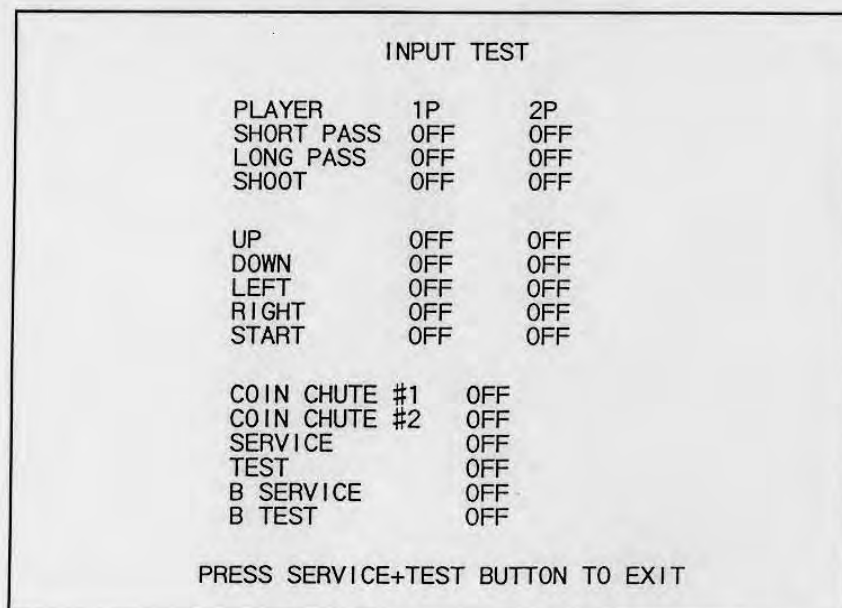 INPUT TEST
PLAYER 1P 2P
SHORT PASS OFF OFF
LONG PASS OFF OFF
SHOOT OFF OFF
UP OFF OFF
DOWN OFF OFF
LEFT OFF OFF
RIGHT OFF OFF
START OFF OFF
COIN CHUTE #1 OFF
COIN CHUTE #2 OFF
SERVICE OFF
TEST OFF
B SERVICE OFF
B TEST OFF
PRESS SERVICE+TEST BUTTON TO EXIT